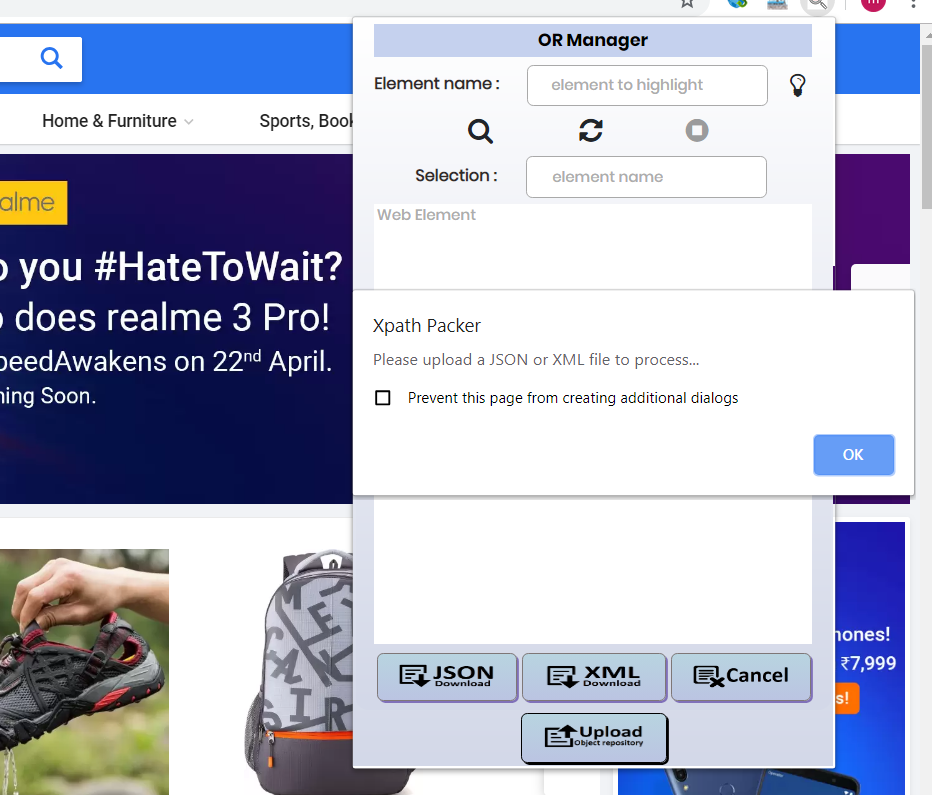 m
OR Manager
Element name :
element to highlight
Home & Furniture
Sports, Book
Selection :
element name
alme
Web Element
o you #HateToWait?
o does realme 3 Pro!
peedAwakens on 22nd April.
ning Soon.
Xpath Packer
Please upload a JSON or XML file to process...
Prevent this page from creating additional dialogs
OK
hones!
₹7,999
s!
JSON
Download
XML
Download
Cancel
Upload
Object repository